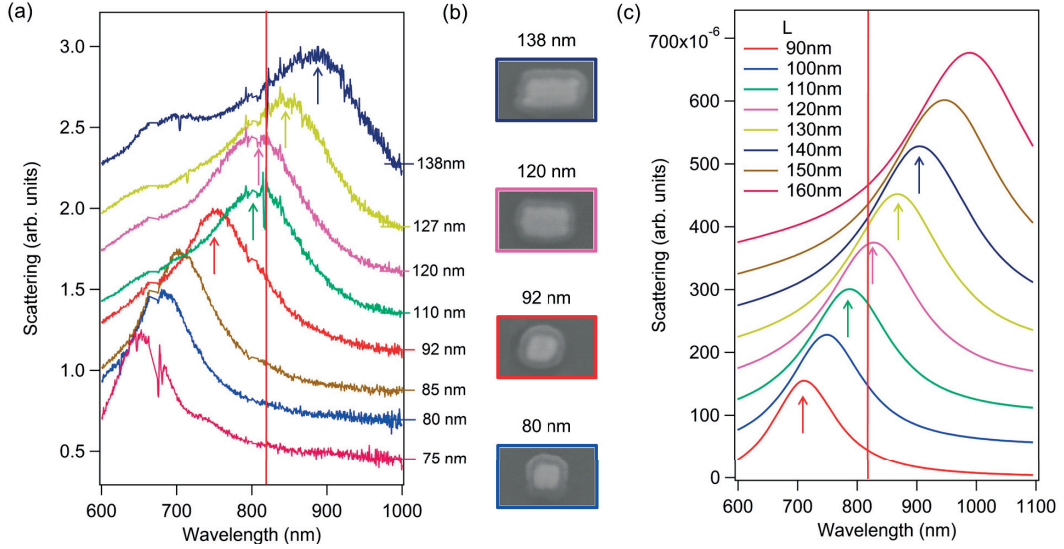 (a)
3.0
2.5
2.0
1.5
1.0
0.5
Scattering (arb. units)
138nm
127 nm
120 nm
110 nm
92 nm
85 nm
80 nm
75 nm
600 700 800 900 1000
Wavelength (nm)
(b)
138 nm
120 nm
92 nm
80 nm
(c)
700x10-6
600
500
400
300
200
100
0
Scattering (arb. units)
L
90nm
100nm
110nm
120nm
130nm
140nm
150nm
160nm
600 700 800 900 1000 1100
Wavelength (nm)